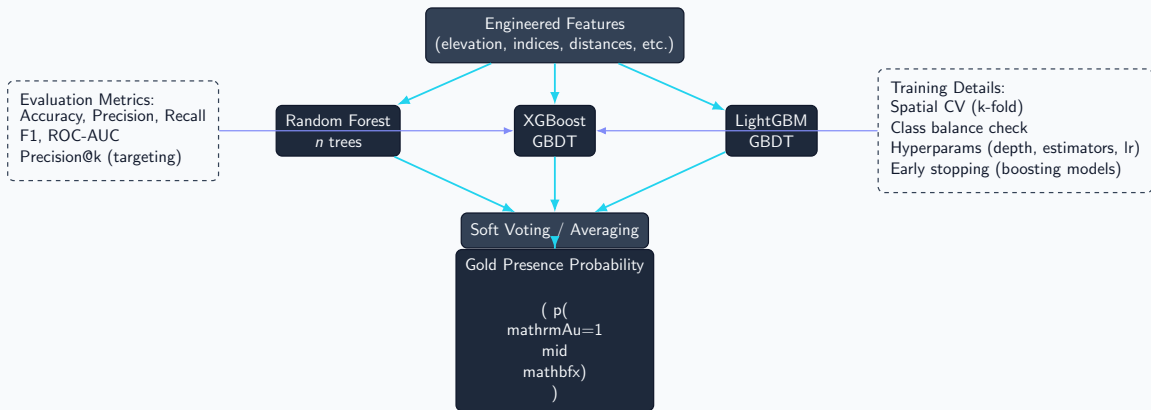 Engineered Features
(elevation, indices, distances, etc.)
Evaluation Metrics:
Accuracy, Precision, Recall
F1, ROC-AUC
Precision@k (targeting)
Random Forest
n trees
XGBoost
GBDT
LightGBM
GBDT
Training Details:
Spatial CV (k-fold)
Class balance check
Hyperparams (depth, estimators, lr)
Early stopping (boosting models)
Soft Voting / Averaging
Gold Presence Probability
( p(
mathrmAu=1
mid
mathbfx)
)